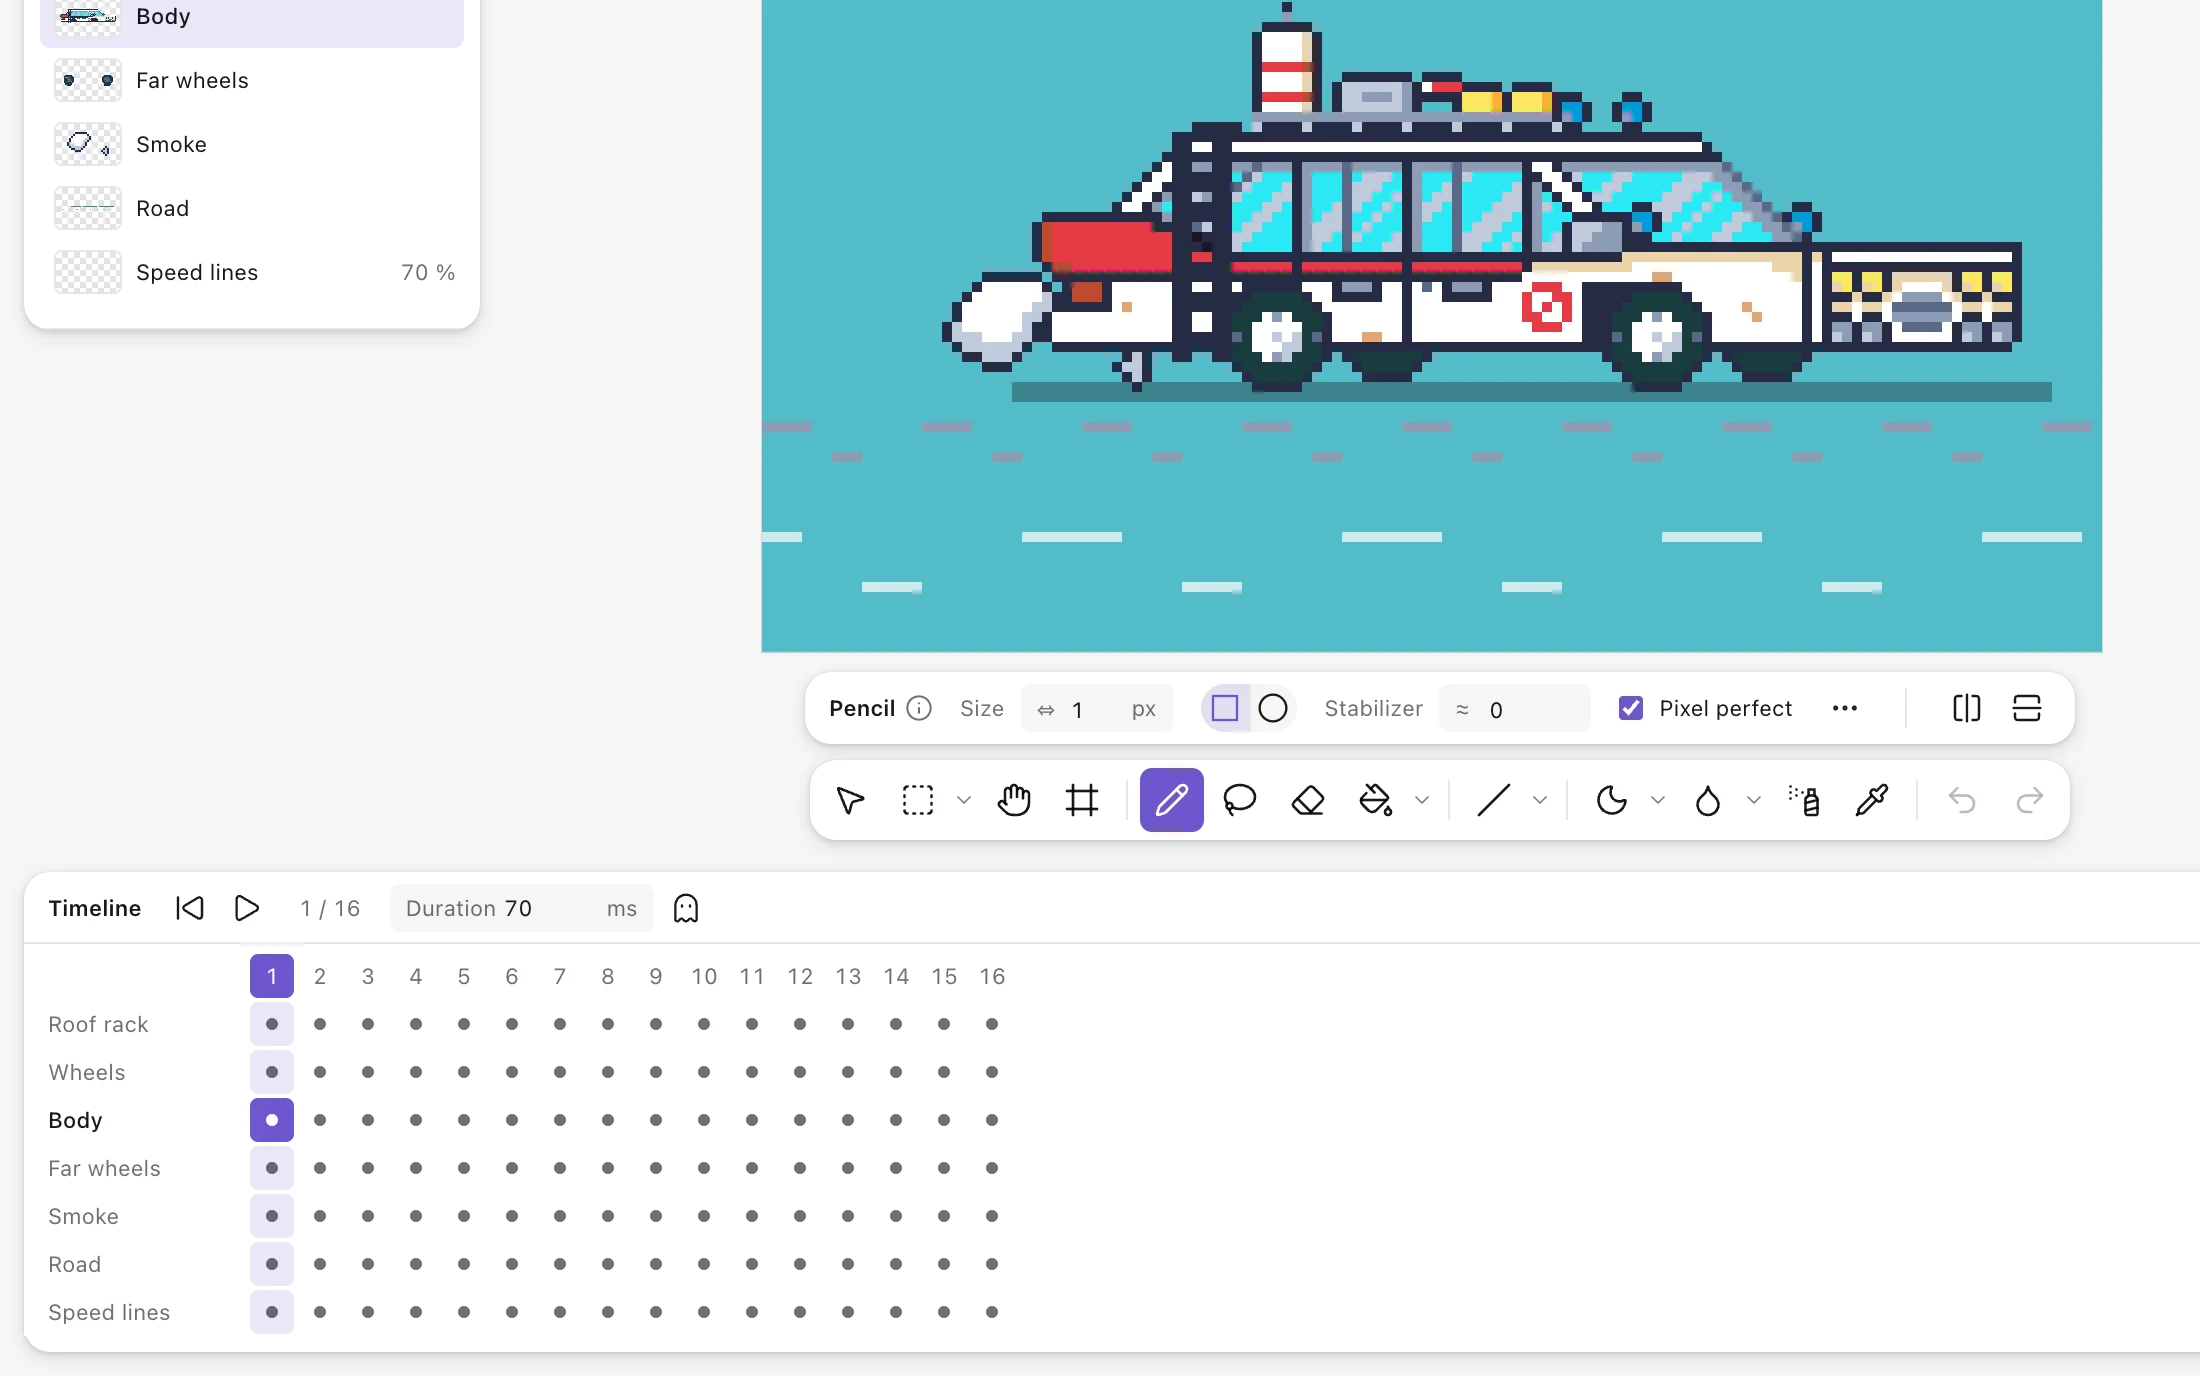 Body
Far wheels
Smoke
Road
Speed lines 70 %
Pencil Size 1 px Stabilizer ≈ 0 Pixel perfect
Timeline 1 / 16 Duration 70 ms
1 2 3 4 5 6 7 8 9 10 11 12 13 14 15 16
Roof rack
Wheels
Body
Far wheels
Smoke
Road
Speed lines